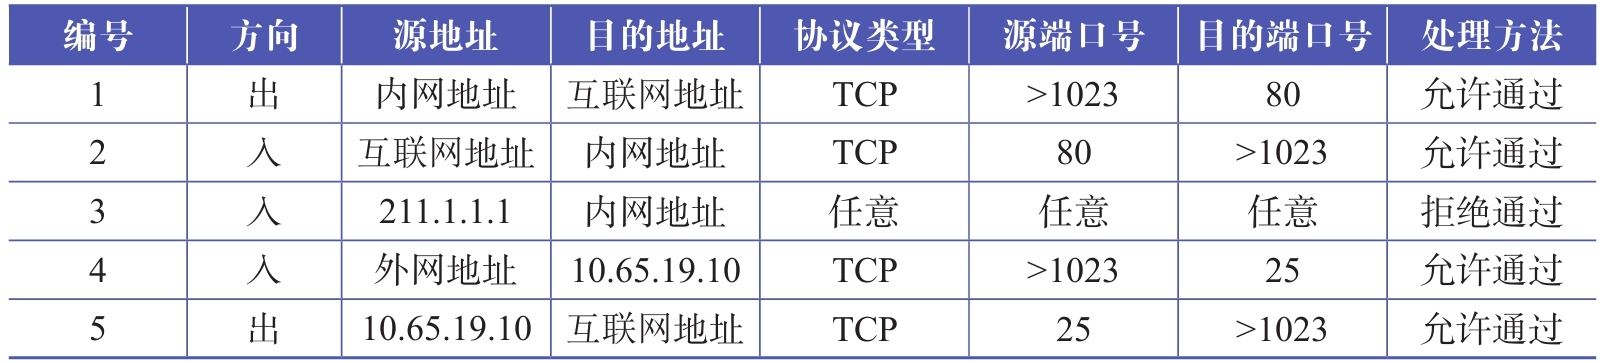 编号 方向 源地址 目的地址 协议类型 源端口号 目的端口号 处理方法
1 出 内网地址 互联网地址 TCP >1023 80 允许通过
2 入 互联网地址 内网地址 TCP 80 >1023 允许通过
3 入 211.1.1.1 内网地址 任意 任意 任意 拒绝通过
4 入 外网地址 10.65.19.10 TCP >1023 25 允许通过
5 出 10.65.19.10 互联网地址 TCP 25 >1023 允许通过